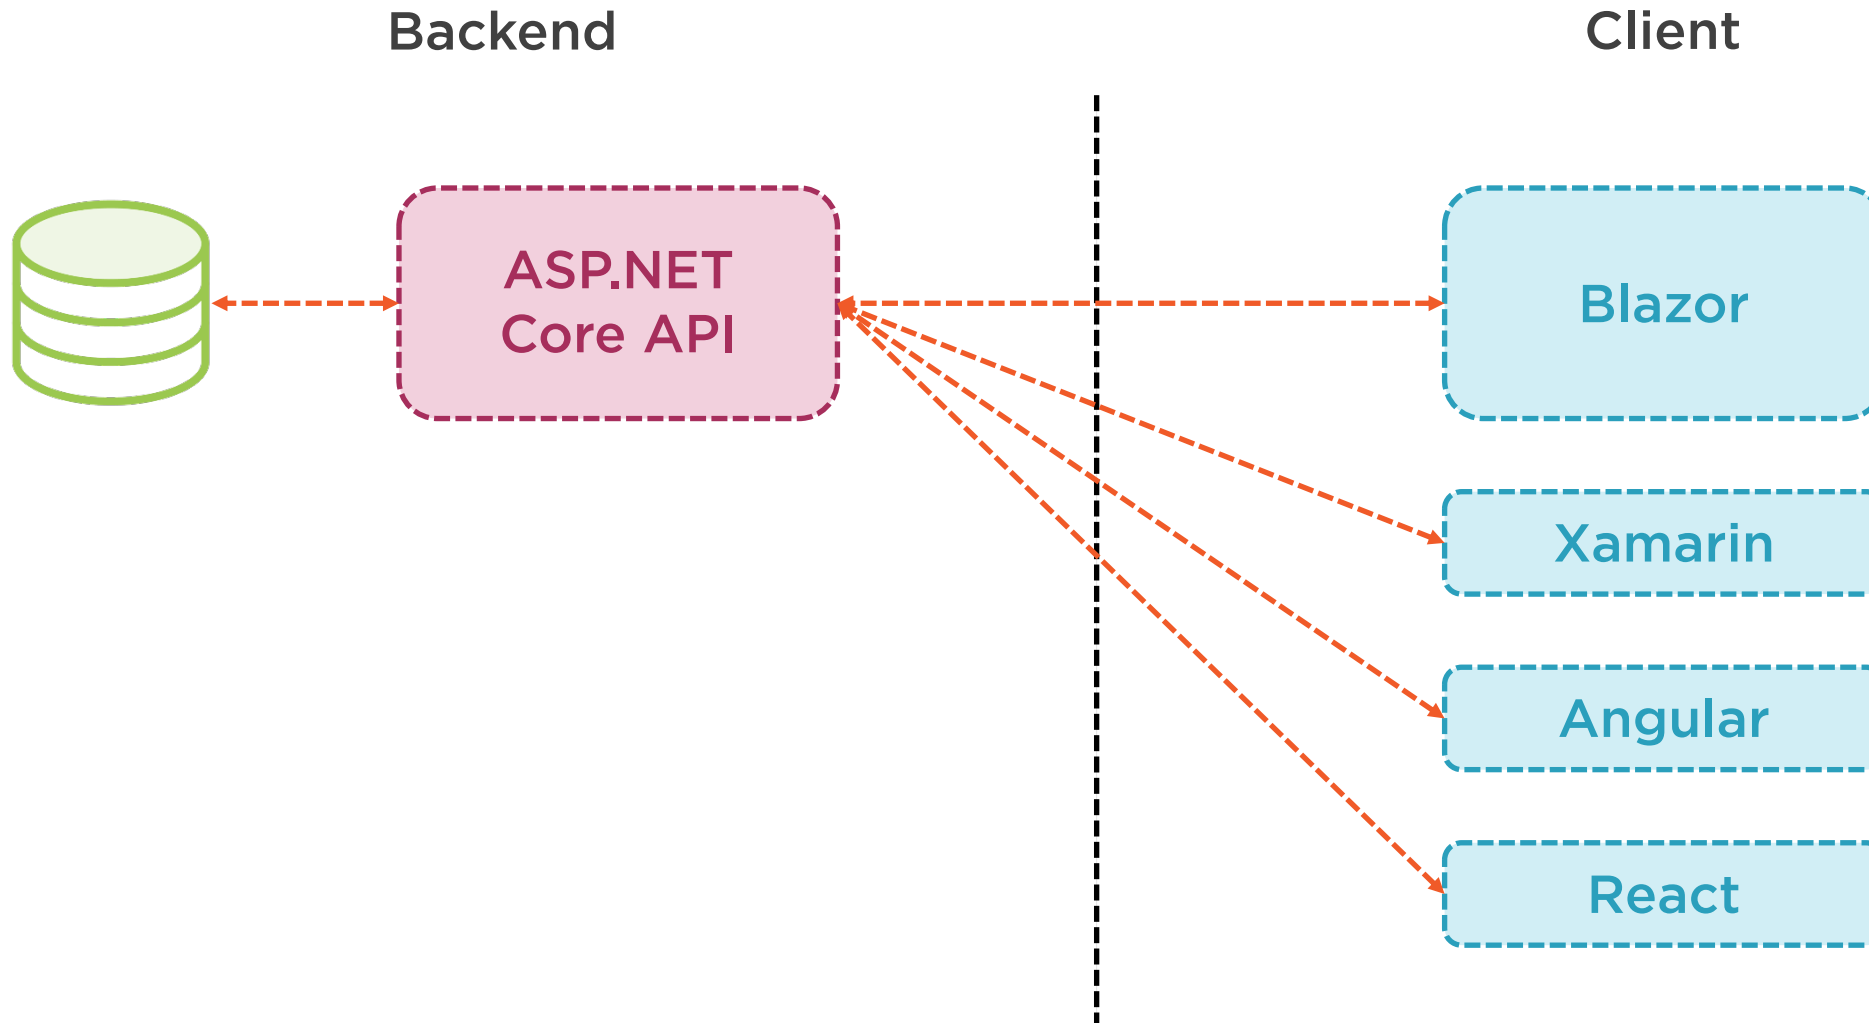 Backend
Client
ASP.NET
Core API
Blazor
Xamarin
Angular
React